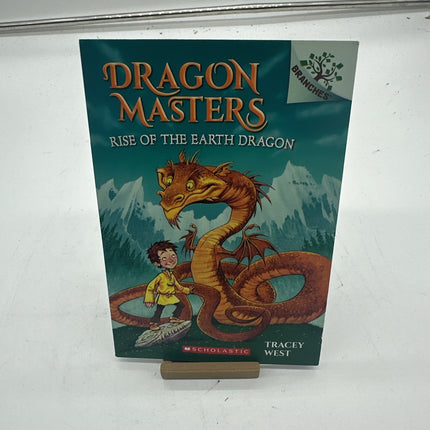 DRAGON
MASTERS
RISE OF THE EARTH DRAGON
BRANCHES
SCHOLASTIC
TRACEY
WEST